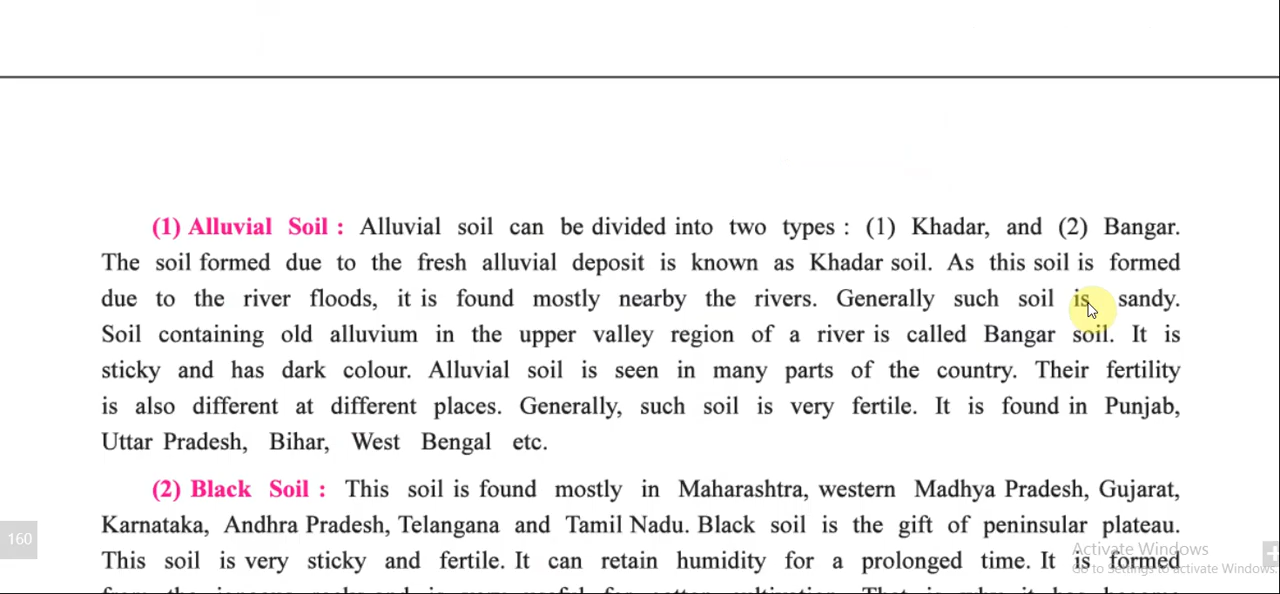 (1) Alluvial Soil : Alluvial soil can be divided into two types : (1) Khadar, and (2) Bangar.
The soil formed due to the fresh alluvial deposit is known as Khadar soil. As this soil is formed
due to the river floods, it is found mostly nearby the rivers. Generally such soil is sandy.
Soil containing old alluvium in the upper valley region of a river is called Bangar soil. It is
sticky and has dark colour. Alluvial soil is seen in many parts of the country. Their fertility
is also different at different places. Generally, such soil is very fertile. It is found in Punjab,
Uttar Pradesh, Bihar, West Bengal etc.
(2) Black Soil : This soil is found mostly in Maharashtra, western Madhya Pradesh, Gujarat,
Karnataka, Andhra Pradesh, Telangana and Tamil Nadu. Black soil is the gift of peninsular plateau.
160
Activate Windows
This soil is very sticky and fertile. It can retain humidity for a prolonged time. It is formed
Go to Settings to activate Windows.